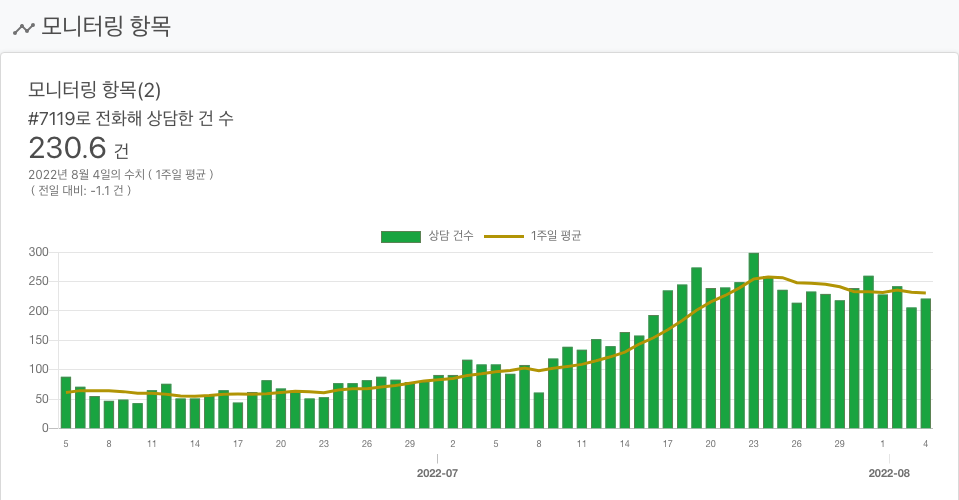 모니터링 항목
모니터링 항목(2)
#7119로 전화해 상담한 건 수
230.6 건
2022년 8월 4일의 수치 ( 1주일 평균 )
( 전일 대비: -1.1 건 )
상담 건수 1주일 평균
300
250
200
150
100
50
0
5 8 11 14 17 20 23 26 29 2 5 8 11 14 17 20 23 26 29 1 4
2022-07 2022-08